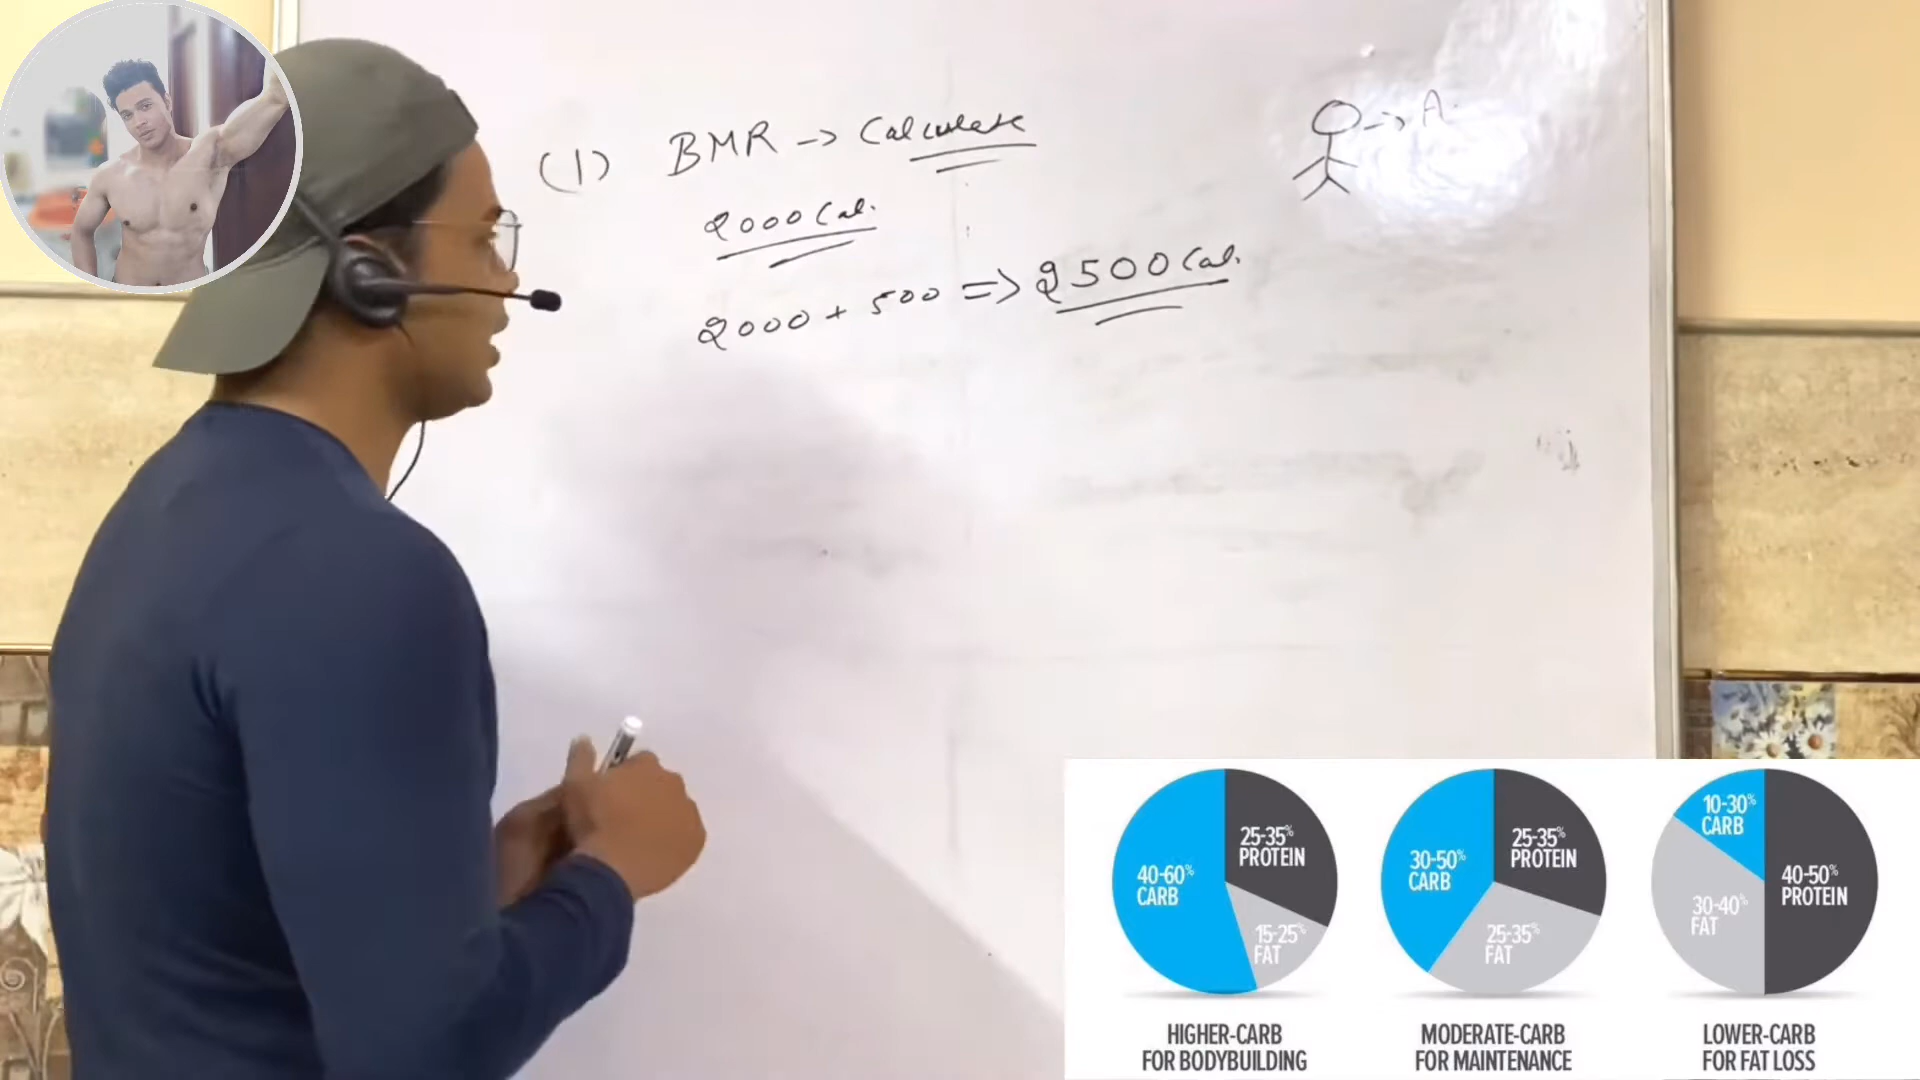 (1) BMR -> Calculate
2000 Cal.
2000 + 500 => 2500 Cal.
-> A
40-60% CARB
25-35% PROTEIN
15-25% FAT
HIGHER-CARB
FOR BODYBUILDING
30-50% CARB
25-35% PROTEIN
25-35% FAT
MODERATE-CARB
FOR MAINTENANCE
10-30% CARB
40-50% PROTEIN
30-40% FAT
LOWER-CARB
FOR FAT LOSS